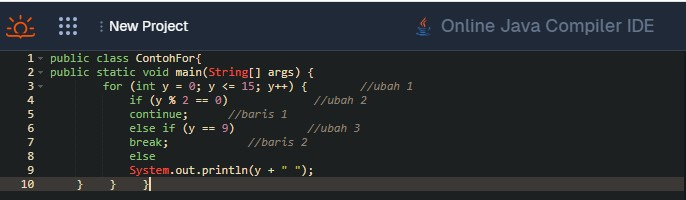 New Project
Online Java Compiler IDE
1 public class ContohFor{
2 public static void main(String[] args) {
3 for (int y = 0; y <= 15; y++) { //ubah 1
4 if (y % 2 == 0) //ubah 2
5 continue; //baris 1
6 else if (y == 9) //ubah 3
7 break; //baris 2
8 else
9 System.out.println(y + " ");
10 } } }